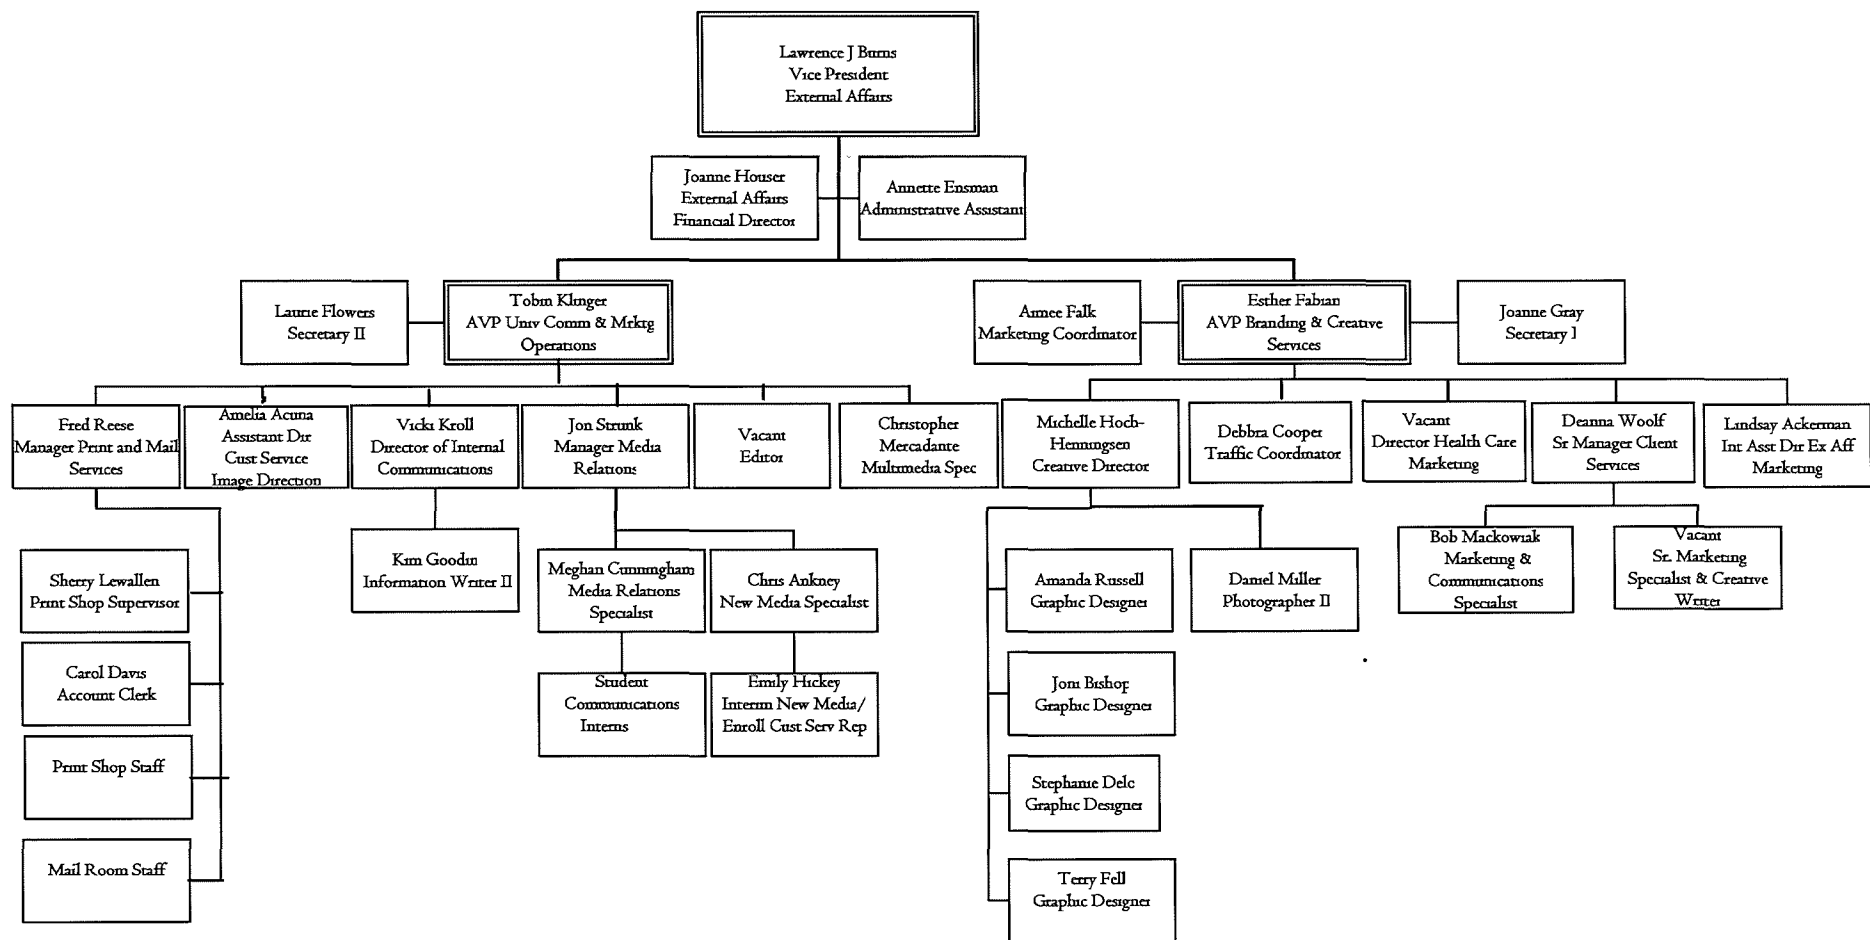 Lawrence J Burns
Vice President
External Affairs
Joanne Houser
External Affairs
Financial Director
Annette Ensman
Administrative Assistant
Laurie Flowers
Secretary II
Tobin Klinger
AVP Univ Comm & Mrktg
Operations
Aimee Falk
Marketing Coordinator
Esther Fabian
AVP Branding & Creative
Services
Joanne Gray
Secretary I
Fred Reese
Manager Print and Mail
Services
Amelia Acuna
Assistant Dir
Cust Service
Image Direction
Vicki Kroll
Director of Internal
Communications
Jon Strunk
Manager Media
Relations
Vacant
Editor
Christopher
Mercadante
Multimedia Spec
Michelle Hoch-
Henningsen
Creative Director
Debbra Cooper
Traffic Coordinator
Vacant
Director Health Care
Marketing
Deanna Woolf
Sr Manager Client
Services
Lindsay Ackerman
Int Asst Dir Ex Aff
Marketing
Sherry Lewallen
Print Shop Supervisor
Carol Davis
Account Clerk
Print Shop Staff
Mail Room Staff
Kim Goodin
Information Writer II
Meghan Cunningham
Media Relations
Specialist
Chris Ankney
New Media Specialist
Student
Communications
Interns
Emily Hickey
Interim New Media/
Enroll Cust Serv Rep
Amanda Russell
Graphic Designer
Daniel Miller
Photographer II
Joni Bishop
Graphic Designer
Stephanie Delc
Graphic Designer
Terry Fell
Graphic Designer
Bob Mackowiak
Marketing &
Communications
Specialist
Vacant
Sr. Marketing
Specialist & Creative
Writer